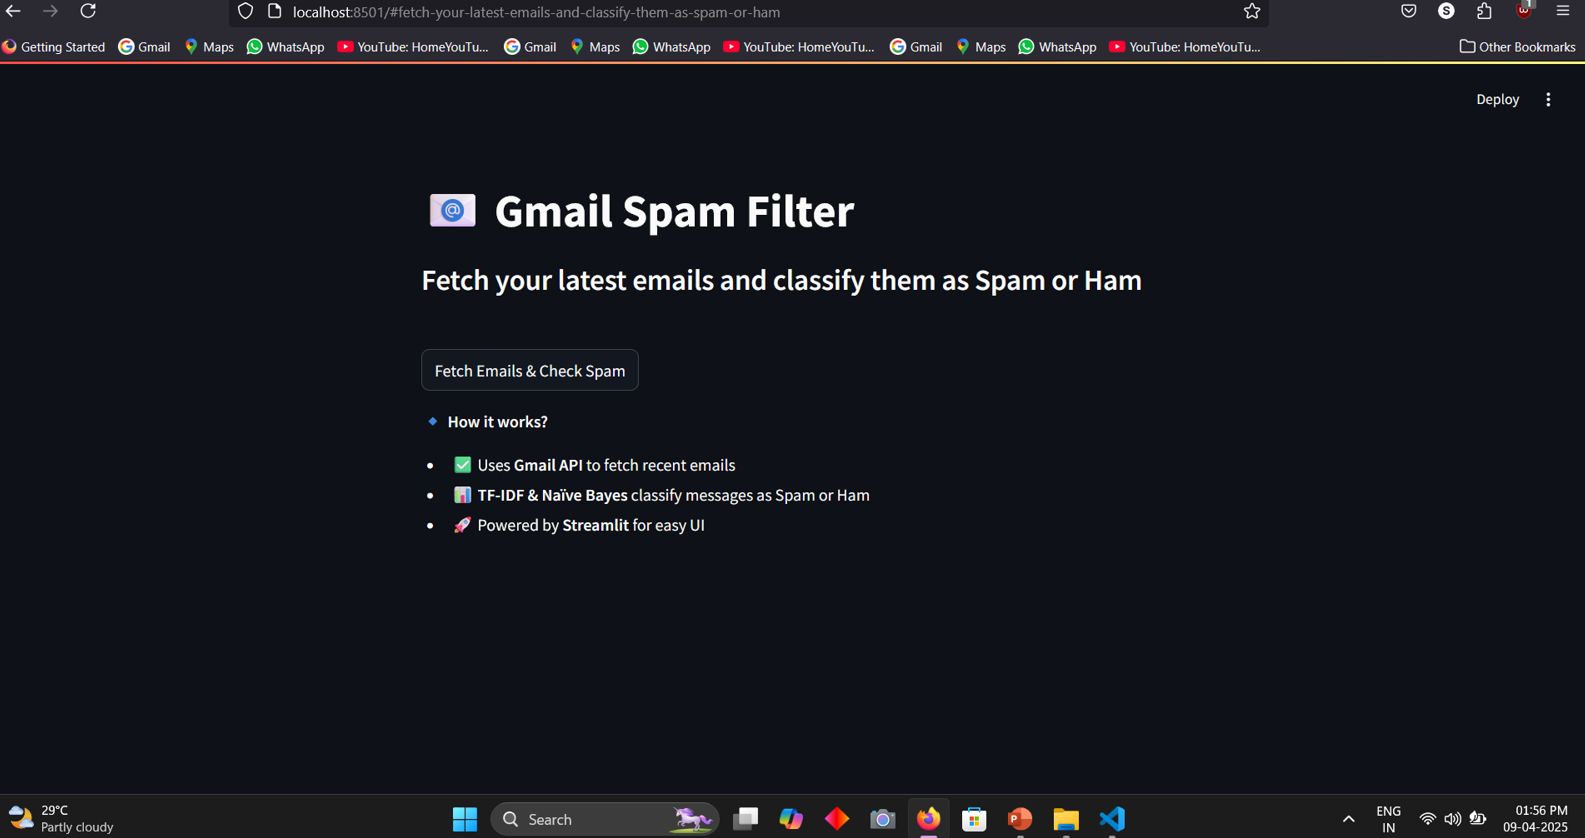 localhost:8501/#fetch-your-latest-emails-and-classify-them-as-spam-or-ham
S
1
Getting Started Gmail Maps WhatsApp YouTube: HomeYouTu... Gmail Maps WhatsApp YouTube: HomeYouTu... Gmail Maps WhatsApp YouTube: HomeYouTu... Other Bookmarks
Deploy
Gmail Spam Filter
Fetch your latest emails and classify them as Spam or Ham
Fetch Emails & Check Spam
How it works?
Uses Gmail API to fetch recent emails
TF-IDF & Naïve Bayes classify messages as Spam or Ham
Powered by Streamlit for easy UI
29°C
Partly cloudy
Search
ENG
IN
01:56 PM
09-04-2025